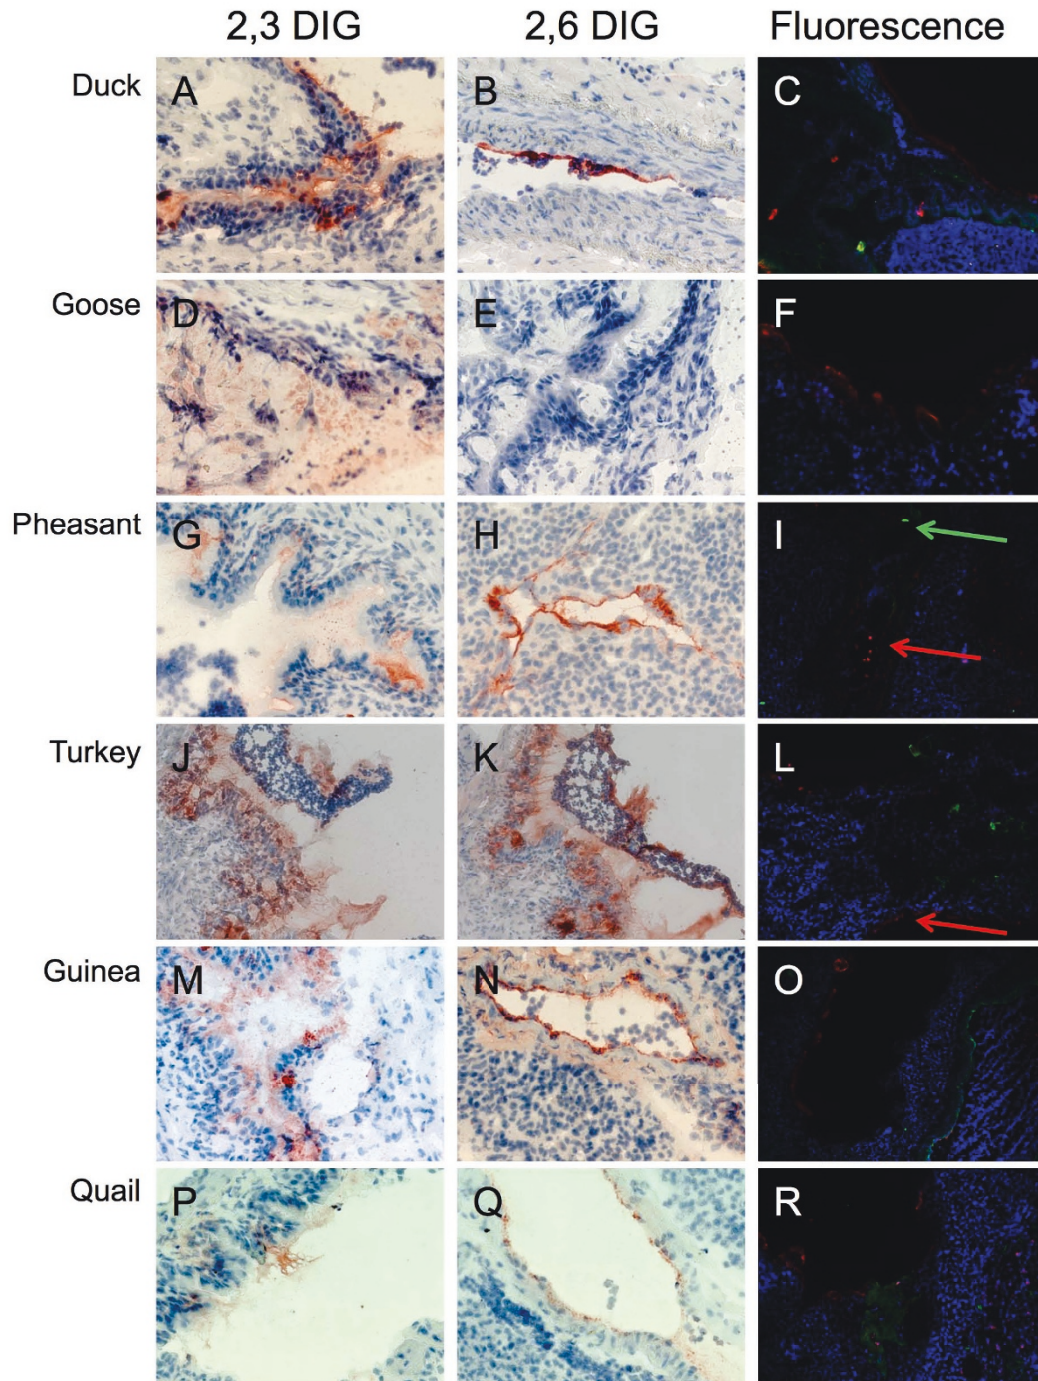 2,3 DIG 2,6 DIG Fluorescence
Duck A B C
Goose D E F
Pheasant G H I
Turkey J K L
Guinea M N O
Quail P Q R